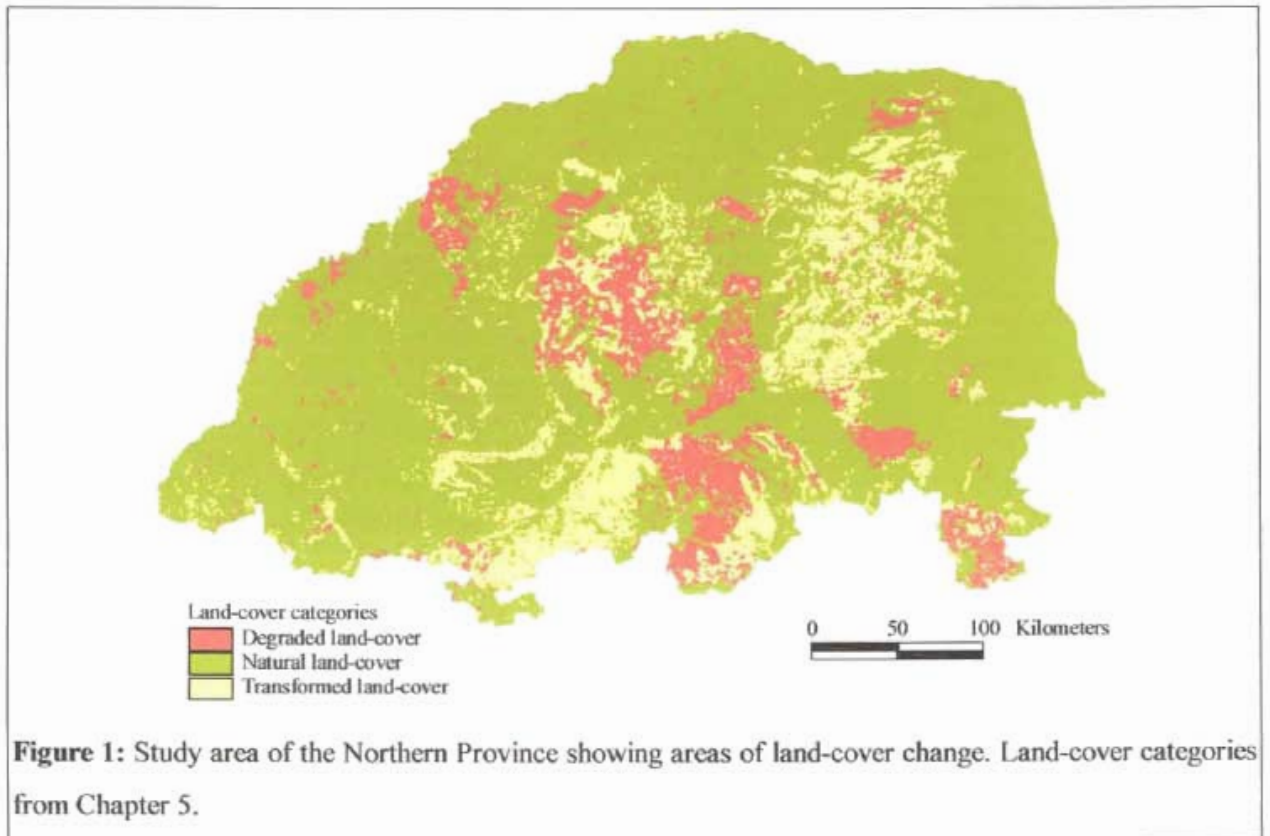 Land-cover categories
Degraded land-cover
Natural land-cover
Transformed land-cover
0 50 100 Kilometers
Figure 1: Study area of the Northern Province showing areas of land-cover change. Land-cover categories
from Chapter 5.